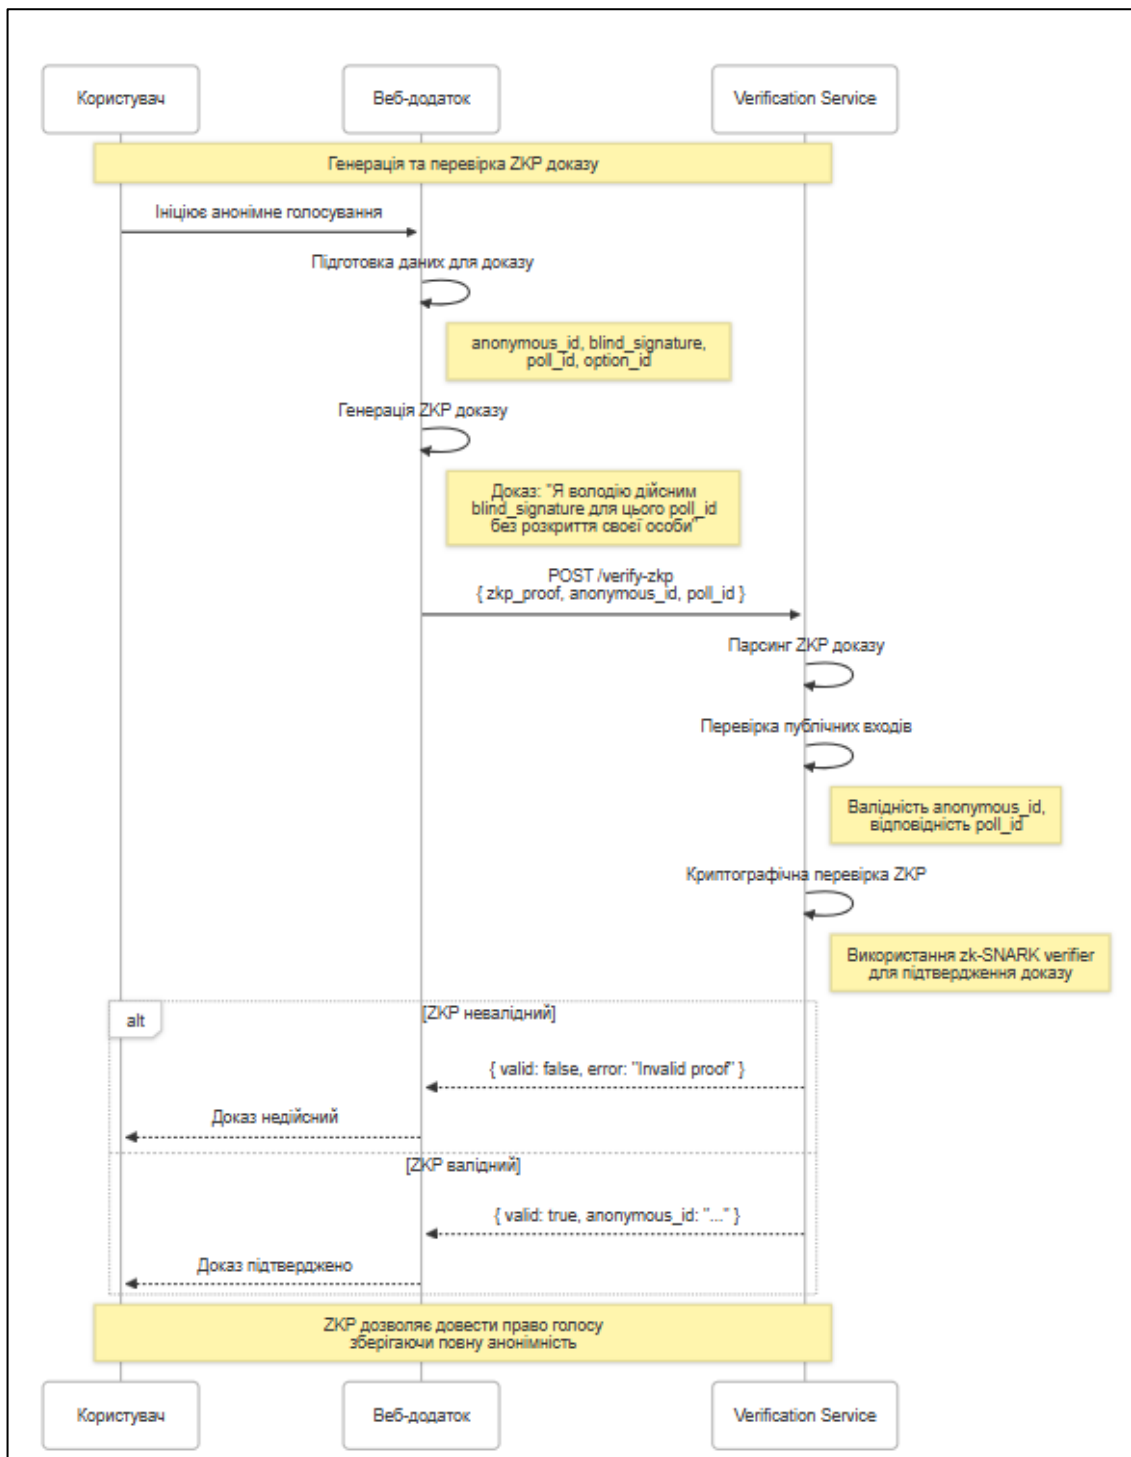 Користувач
Веб-додаток
Verification Service
Генерація та перевірка ZKP доказу
Ініціює анонімне голосування
Підготовка даних для доказу
anonymous_id, blind_signature,
poll_id, option_id
Генерація ZKP доказу
Доказ: "Я володію дійсним
blind_signature для цього poll_id
без розкриття своєї особи"
POST /verify-zkp
{ zkp_proof, anonymous_id, poll_id }
Парсинг ZKP доказу
Перевірка публічних входів
Валідність anonymous_id,
відповідність poll_id
Криптографічна перевірка ZKP
Використання zk-SNARK verifier
для підтвердження доказу
alt
[ZKP невалідний]
{ valid: false, error: "Invalid proof" }
Доказ недійсний
[ZKP валідний]
{ valid: true, anonymous_id: "..." }
Доказ підтверджено
ZKP дозволяє довести право голосу
зберігаючи повну анонімність
Користувач
Веб-додаток
Verification Service